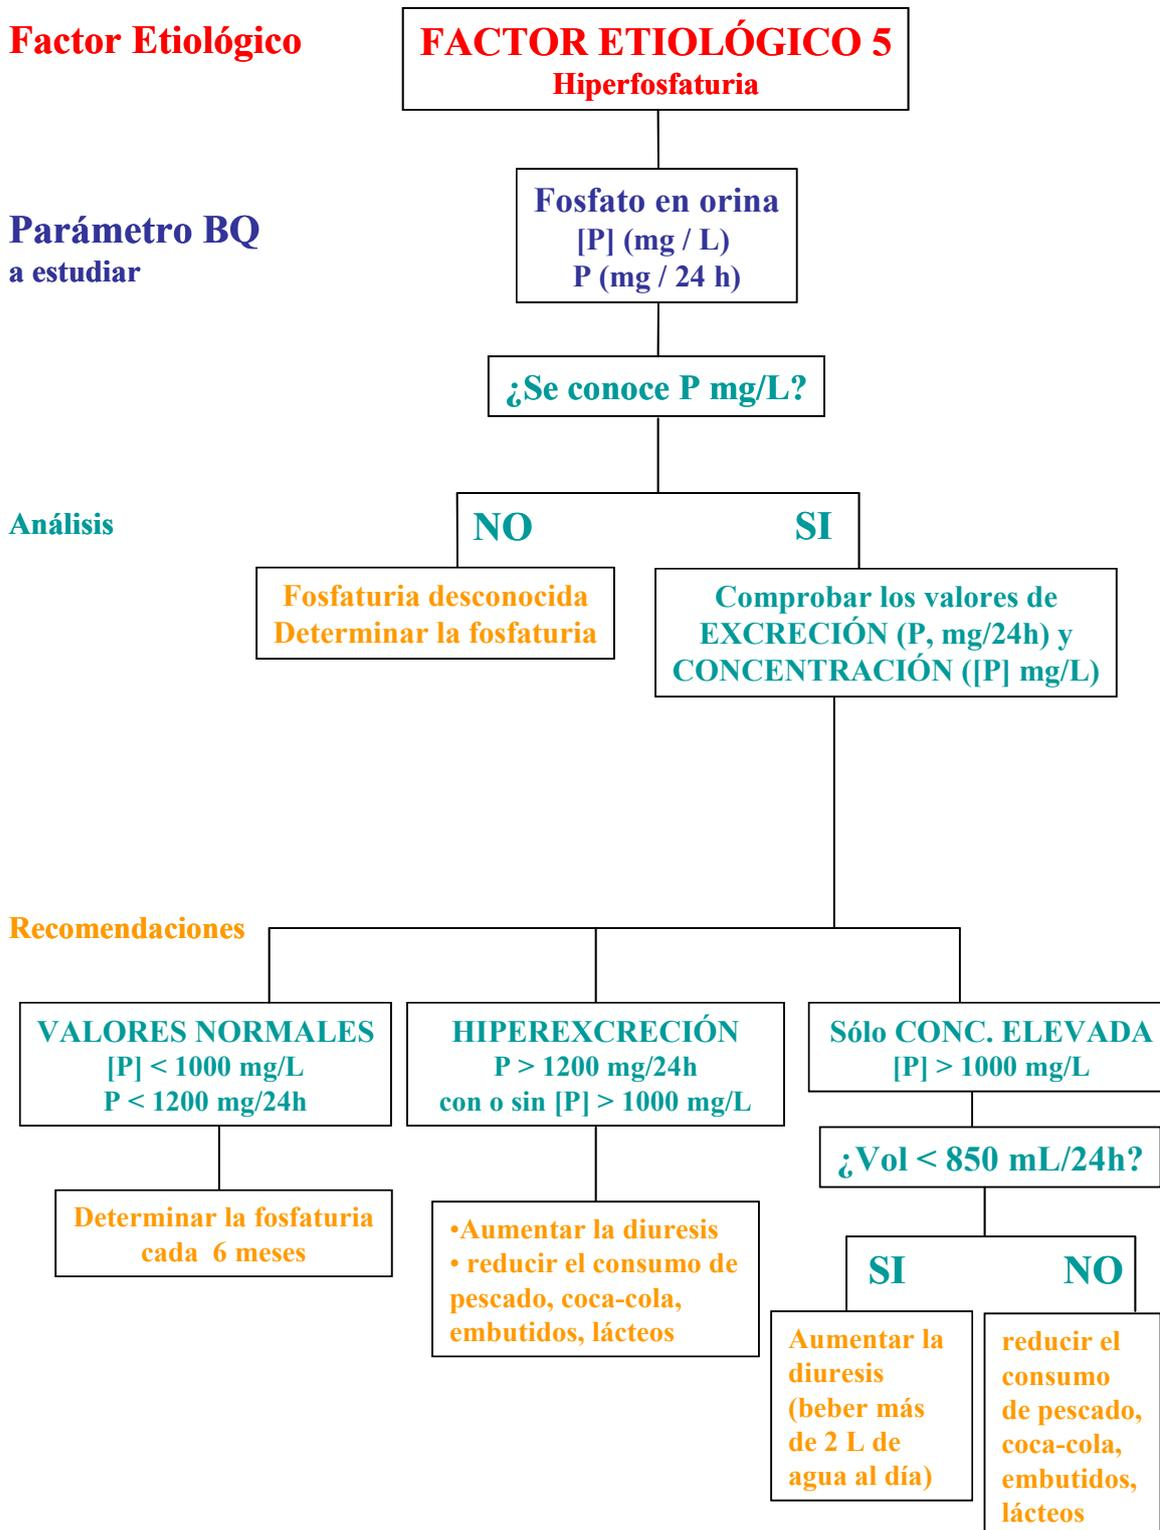 Factor Etiológico
FACTOR ETIOLÓGICO 5
Hiperfosfaturia
Parámetro BQ
a estudiar
Fosfato en orina
[P] (mg / L)
P (mg / 24 h)
¿Se conoce P mg/L?
Análisis
NO
SI
Fosfaturia desconocida
Determinar la fosfaturia
Comprobar los valores de
EXCRECIÓN (P, mg/24h) y
CONCENTRACIÓN ([P] mg/L)
Recomendaciones
VALORES NORMALES
[P] < 1000 mg/L
P < 1200 mg/24h
Determinar la fosfaturia
cada 6 meses
HIPEREXCRECIÓN
P > 1200 mg/24h
con o sin [P] > 1000 mg/L
•Aumentar la diuresis
• reducir el consumo de
pescado, coca-cola,
embutidos, lácteos
Sólo CONC. ELEVADA
[P] > 1000 mg/L
¿Vol < 850 mL/24h?
SI
NO
Aumentar la
diuresis
(beber más
de 2 L de
agua al día)
reducir el
consumo
de pescado,
coca-cola,
embutidos,
lácteos